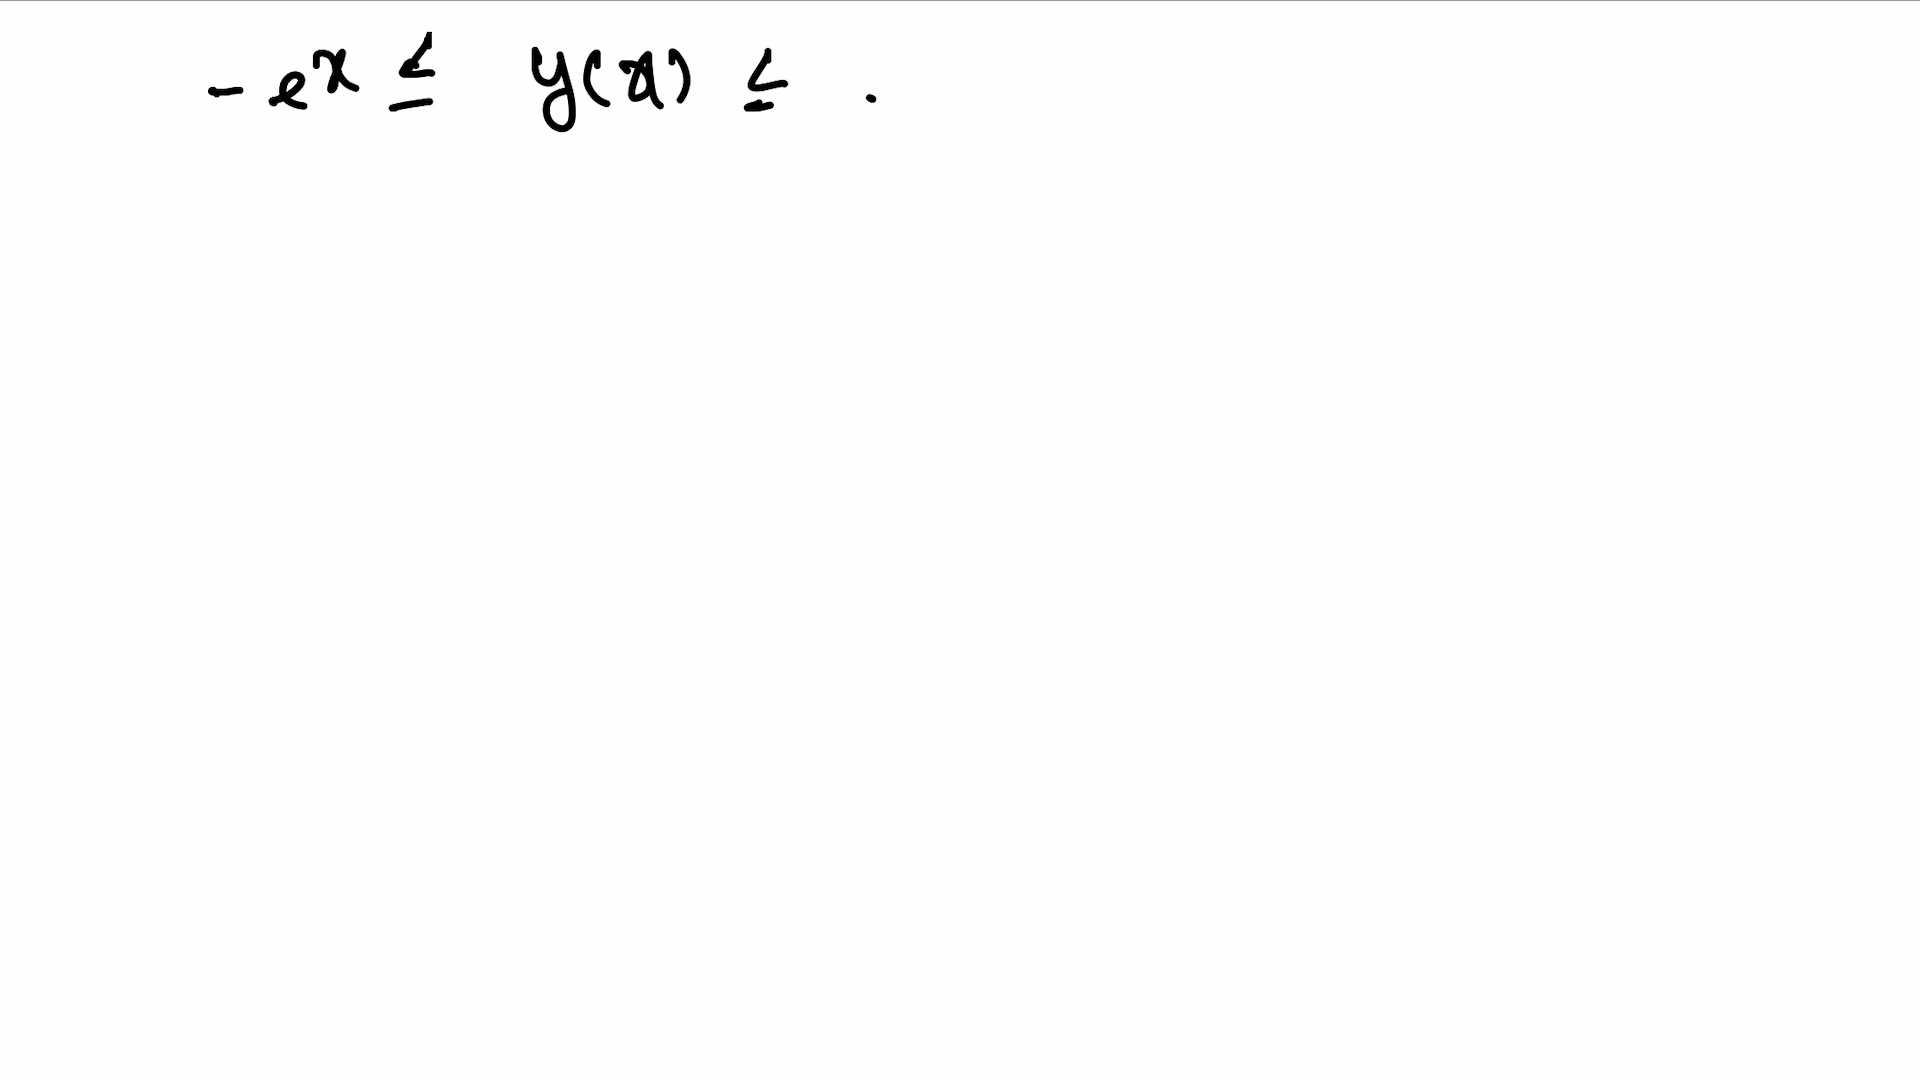 -e^x ≤ y(x) ≤ .